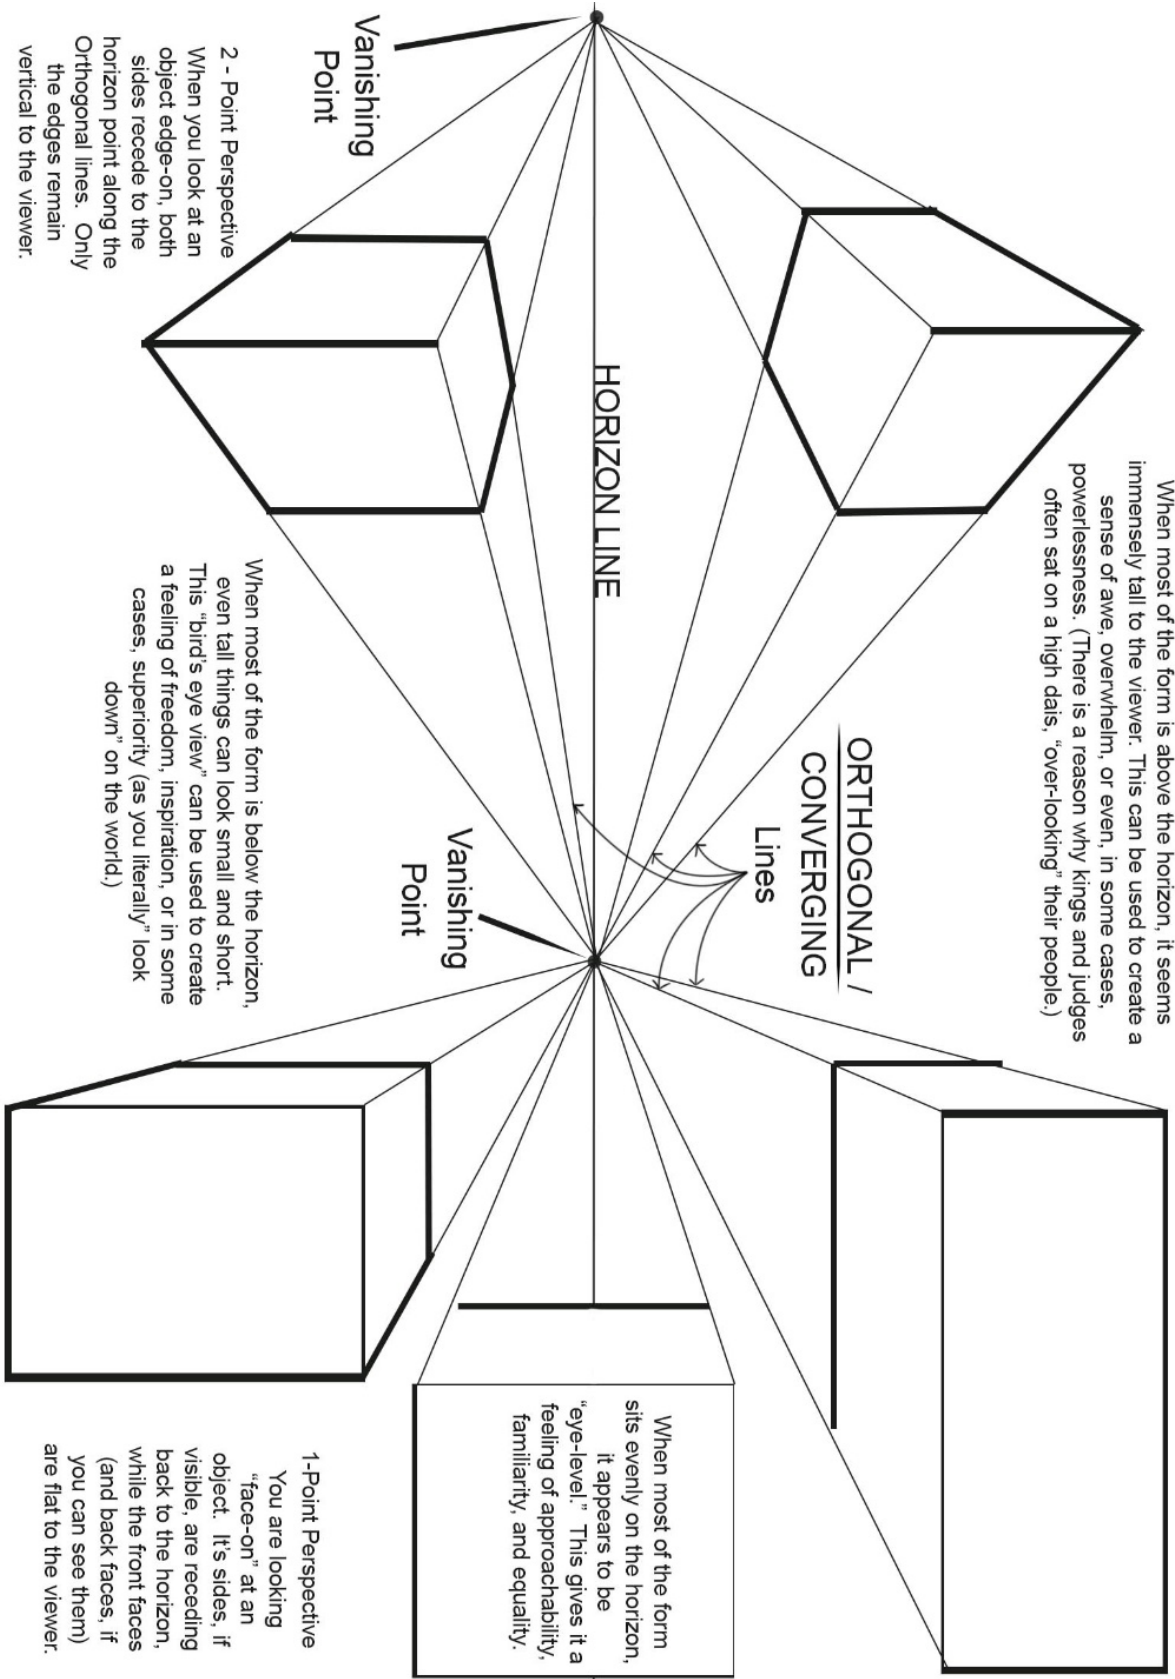 Vanishing
Point
2 - Point Perspective
When you look at an
object edge-on, both
sides recede to the
horizon point along the
Orthogonal lines. Only
the edges remain
vertical to the viewer.
HORIZON LINE
When most of the form is above the horizon, it seems
immensely tall to the viewer. This can be used to create a
sense of awe, overwhelm, or even, in some cases,
powerlessness. (There is a reason why kings and judges
often sat on a high dais, “over-looking” their people.)
ORTHOGONAL /
CONVERGING
Lines
Vanishing
Point
When most of the form is below the horizon,
even tall things can look small and short.
This “bird's eye view” can be used to create
a feeling of freedom, inspiration, or in some
cases, superiority (as you literally” look
down” on the world.)
When most of the form
sits evenly on the horizon,
it appears to be
“eye-level.” This gives it a
feeling of approachability,
familiarity, and equality.
1-Point Perspective
You are looking
“face-on” at an
object. It's sides, if
visible, are receding
back to the horizon,
while the front faces
(and back faces, if
you can see them)
are flat to the viewer.